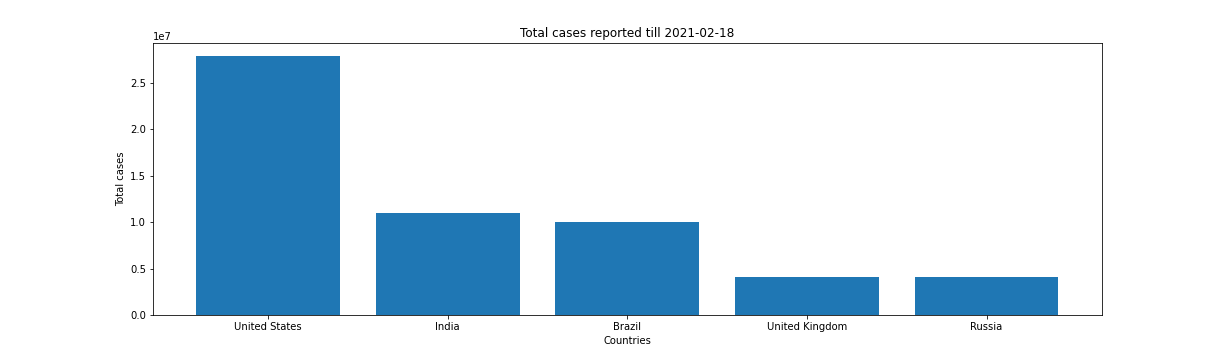 Total cases reported till 2021-02-18
1e7
2.5
2.0
1.5
1.0
0.5
0.0
Total cases
United States India Brazil United Kingdom Russia
Countries